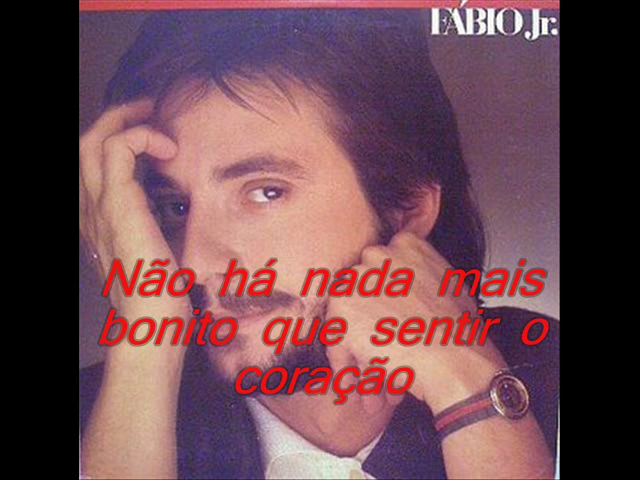 FÁBIO Jr.
Não há nada mais
bonito que sentir o
coração